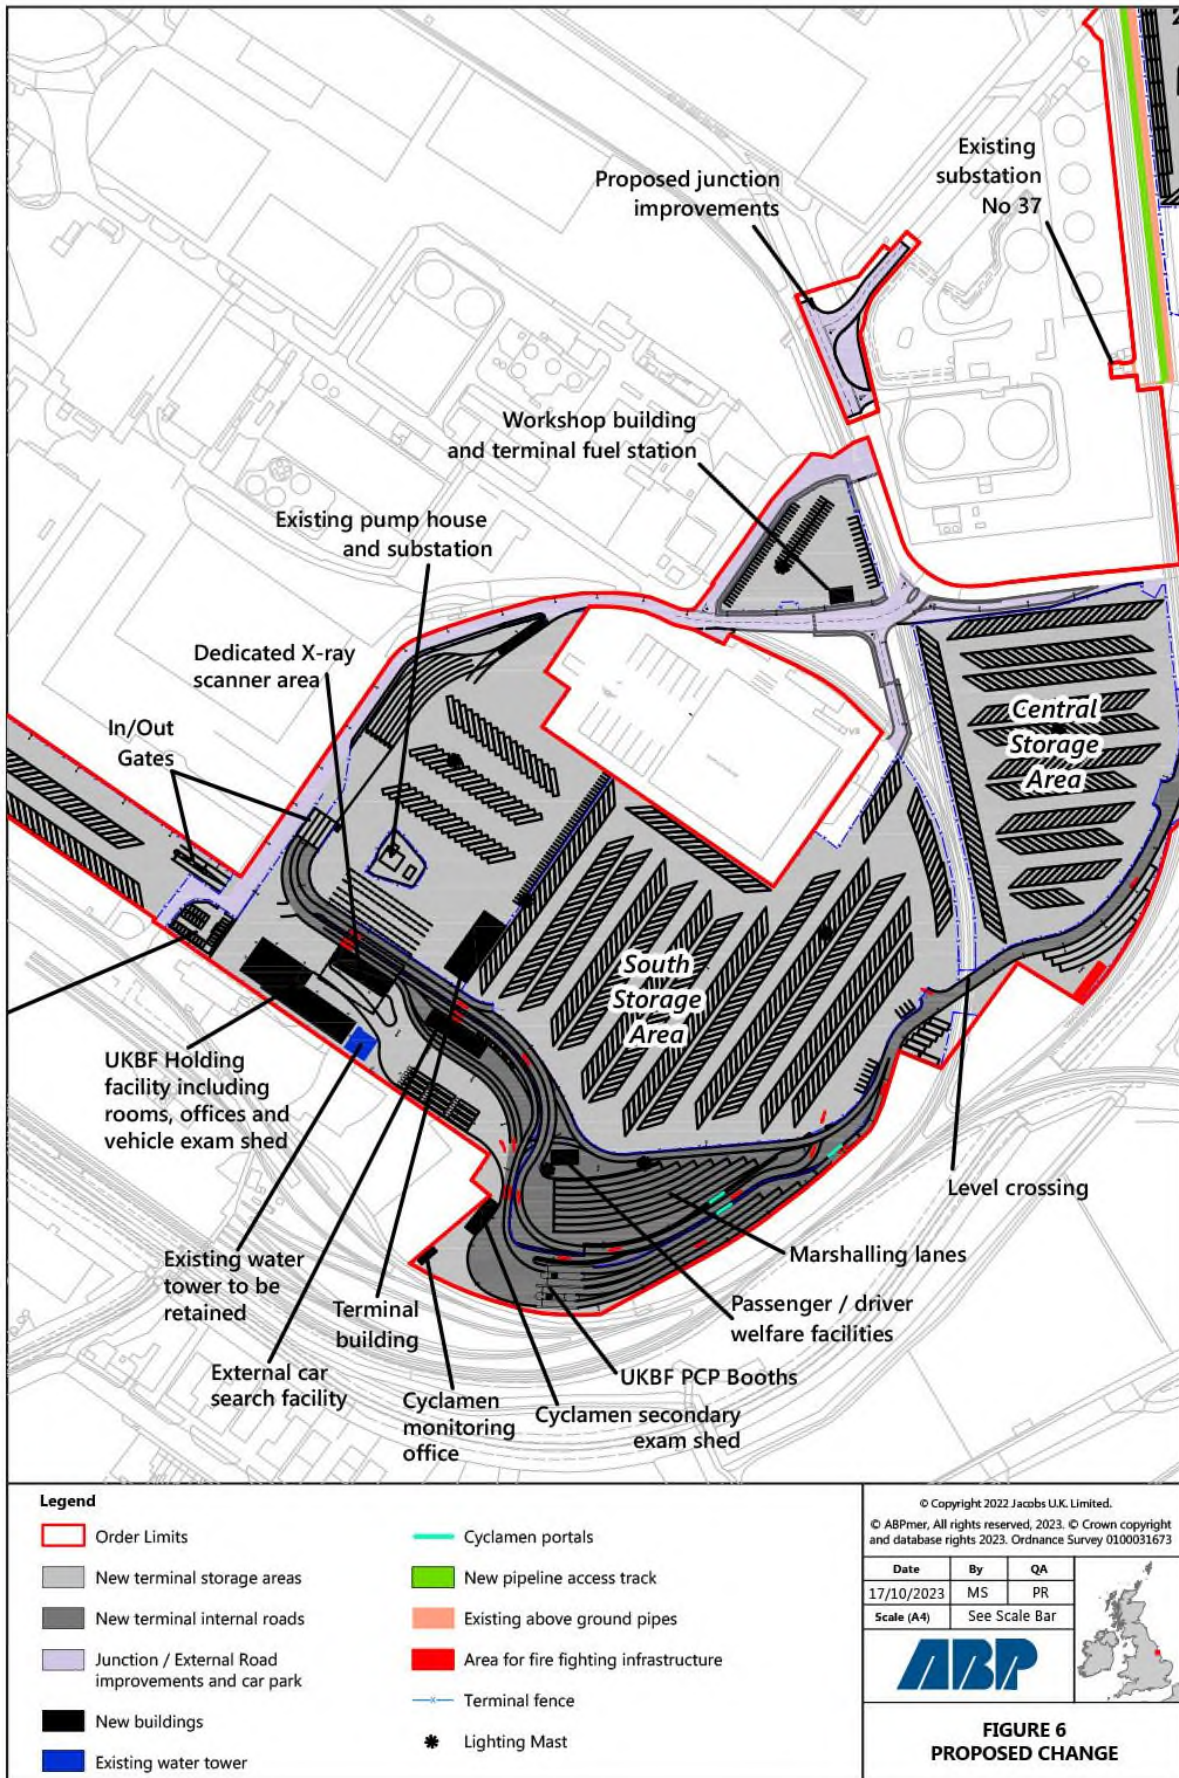 Existing
substation
No 37
Proposed junction
improvements
Workshop building
and terminal fuel station
Existing pump house
and substation
Dedicated X-ray
scanner area
In/Out
Gates
Central
Storage
Area
South
Storage
Area
UKBF Holding
facility including
rooms, offices and
vehicle exam shed
Level crossing
Existing water
tower to be
retained
Marshalling lanes
Terminal
building
Passenger / driver
welfare facilities
External car
search facility
UKBF PCP Booths
Cyclamen
monitoring
office
Cyclamen secondary
exam shed
Legend
Order Limits
New terminal storage areas
New terminal internal roads
Junction / External Road
improvements and car park
New buildings
Existing water tower
Cyclamen portals
New pipeline access track
Existing above ground pipes
Area for fire fighting infrastructure
Terminal fence
Lighting Mast
© Copyright 2022 Jacobs U.K. Limited.
© ABPmer, All rights reserved, 2023. © Crown copyright
and database rights 2023. Ordnance Survey 0100031673
Date By QA
17/10/2023 MS PR
Scale (A4) See Scale Bar
ABP
FIGURE 6
PROPOSED CHANGE